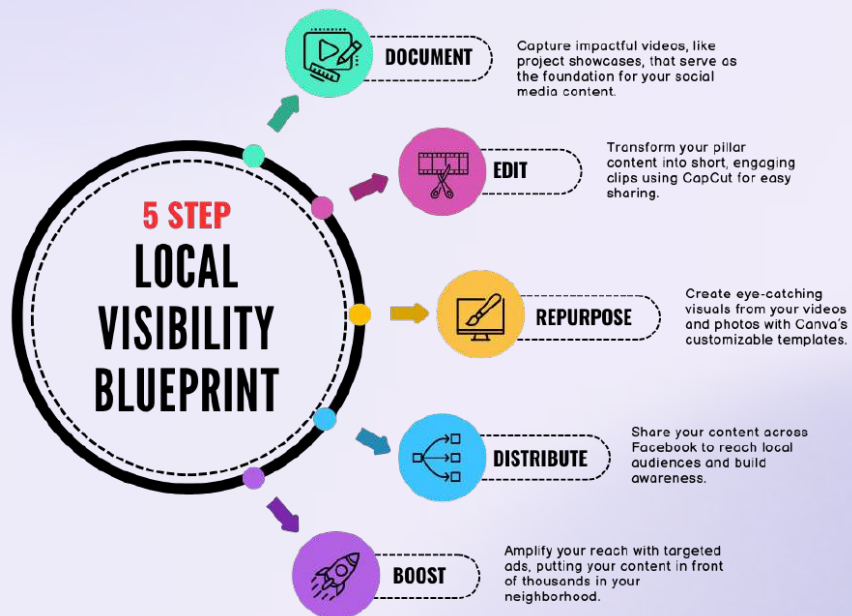 5 STEP
LOCAL
VISIBILITY
BLUEPRINT
DOCUMENT
Capture impactful videos, like
project showcases, that serve as
the foundation for your social
media content.
EDIT
Transform your pillar
content into short, engaging
clips using CapCut for easy
sharing.
REPURPOSE
Create eye-catching
visuals from your videos
and photos with Canva's
customizable templates.
DISTRIBUTE
Share your content across
Facebook to reach local
audiences and build
awareness.
BOOST
Amplify your reach with targeted
ads, putting your content in front
of thousands in your
neighborhood.